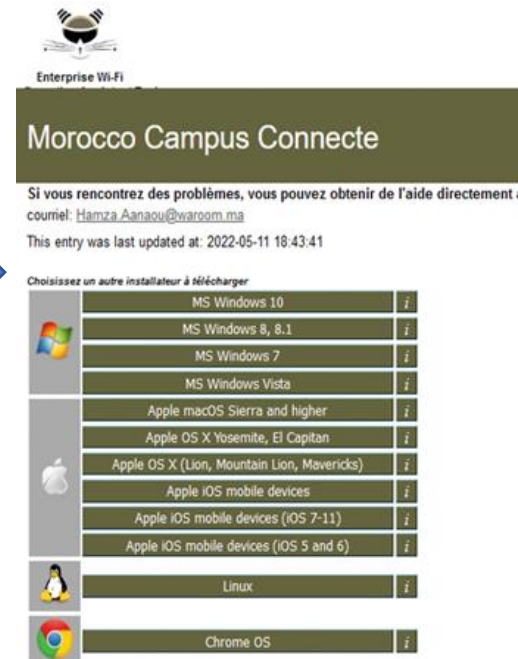 Enterprise Wi-Fi
Morocco Campus Connecte
Si vous rencontrez des problèmes, vous pouvez obtenir de l'aide directement
courriel: Hamza.Aanaou@waroom.ma
This entry was last updated at: 2022-05-11 18:43:41
Choisissez un autre installateur à télécharger
MS Windows 10 i
MS Windows 8, 8.1 i
MS Windows 7 i
MS Windows Vista i
Apple macOS Sierra and higher i
Apple OS X Yosemite, El Capitan i
Apple OS X (Lion, Mountain Lion, Mavericks) i
Apple iOS mobile devices i
Apple iOS mobile devices (iOS 7-11) i
Apple iOS mobile devices (iOS 5 and 6) i
Linux i
Chrome OS i